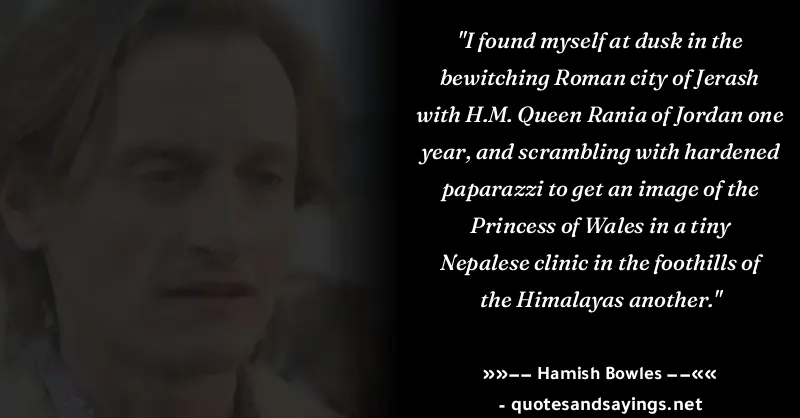 "I found myself at dusk in the
bewitching Roman city of Jerash
with H.M. Queen Rania of Jordan one
year, and scrambling with hardened
paparazzi to get an image of the
Princess of Wales in a tiny
Nepalese clinic in the foothills of
the Himalayas another."
»»–– Hamish Bowles ––««
- quotesandsayings.net